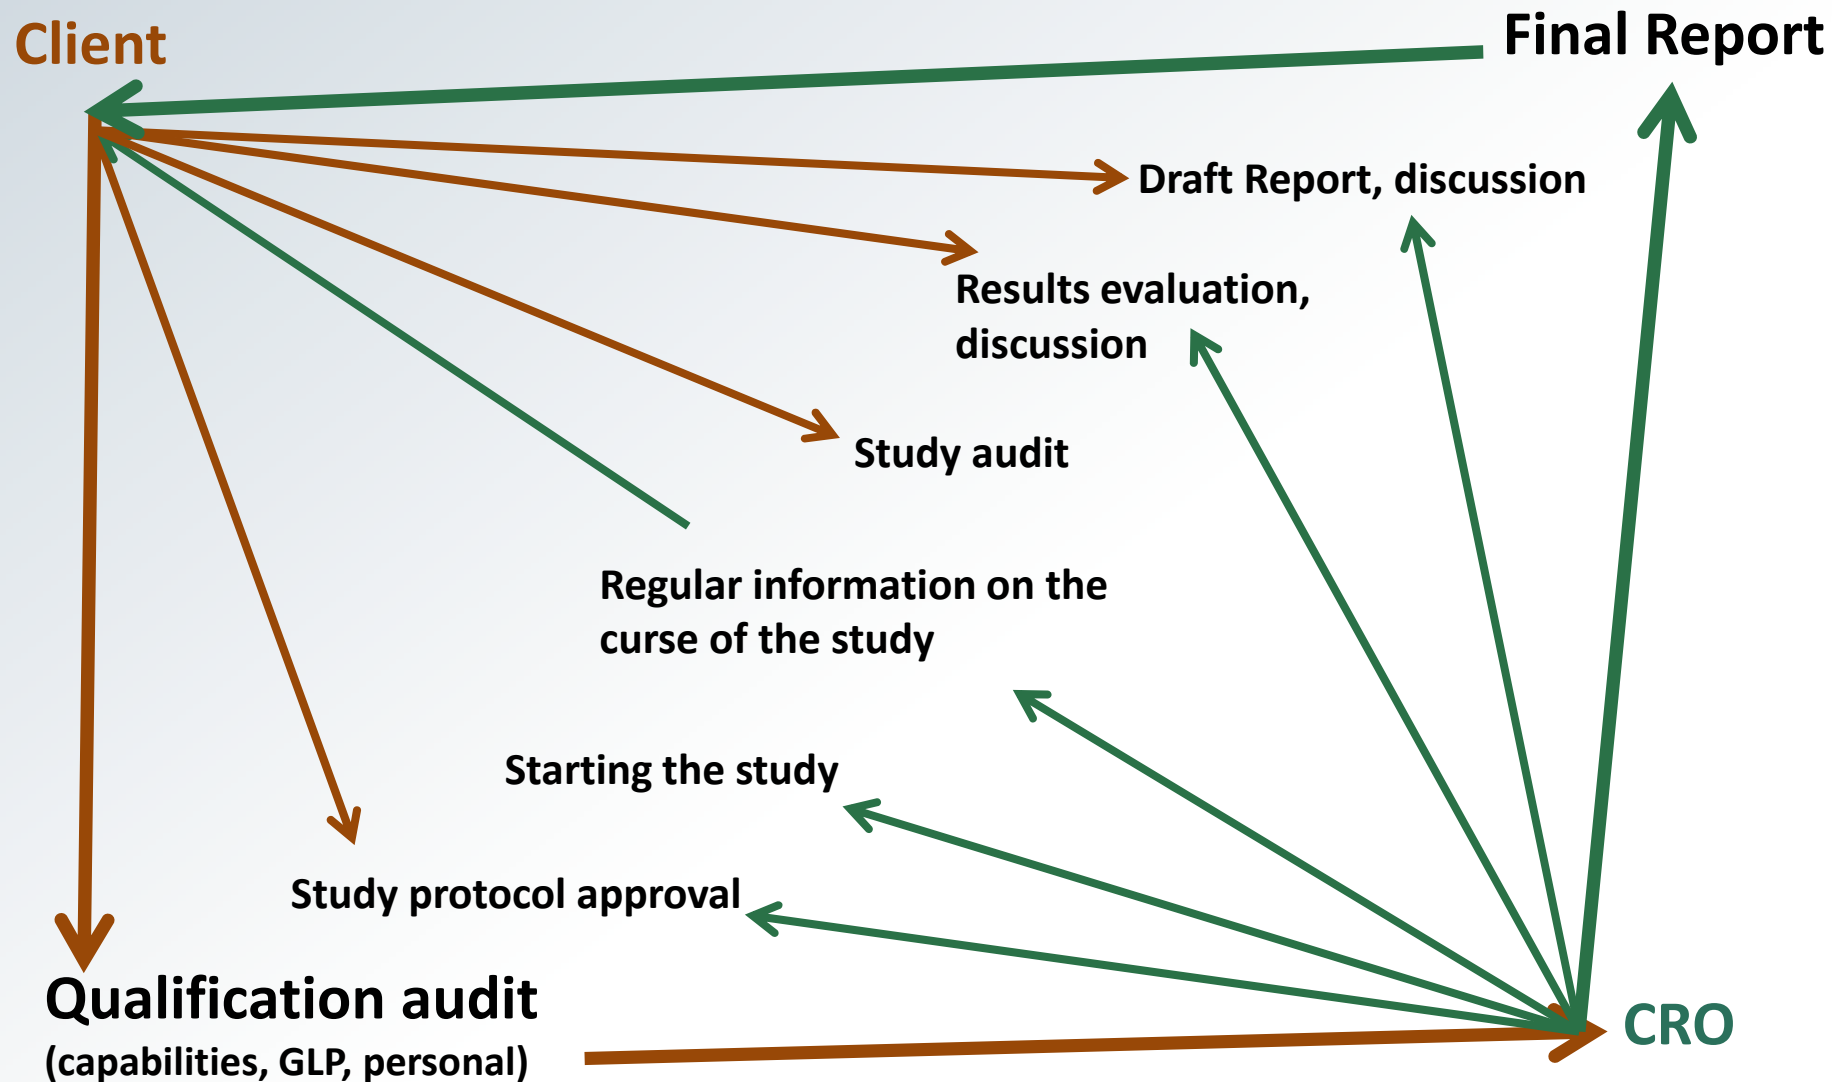 Client
Final Report
Draft Report, discussion
Results evaluation,
discussion
Study audit
Regular information on the
curse of the study
Starting the study
Study protocol approval
Qualification audit
(capabilities, GLP, personal)
CRO